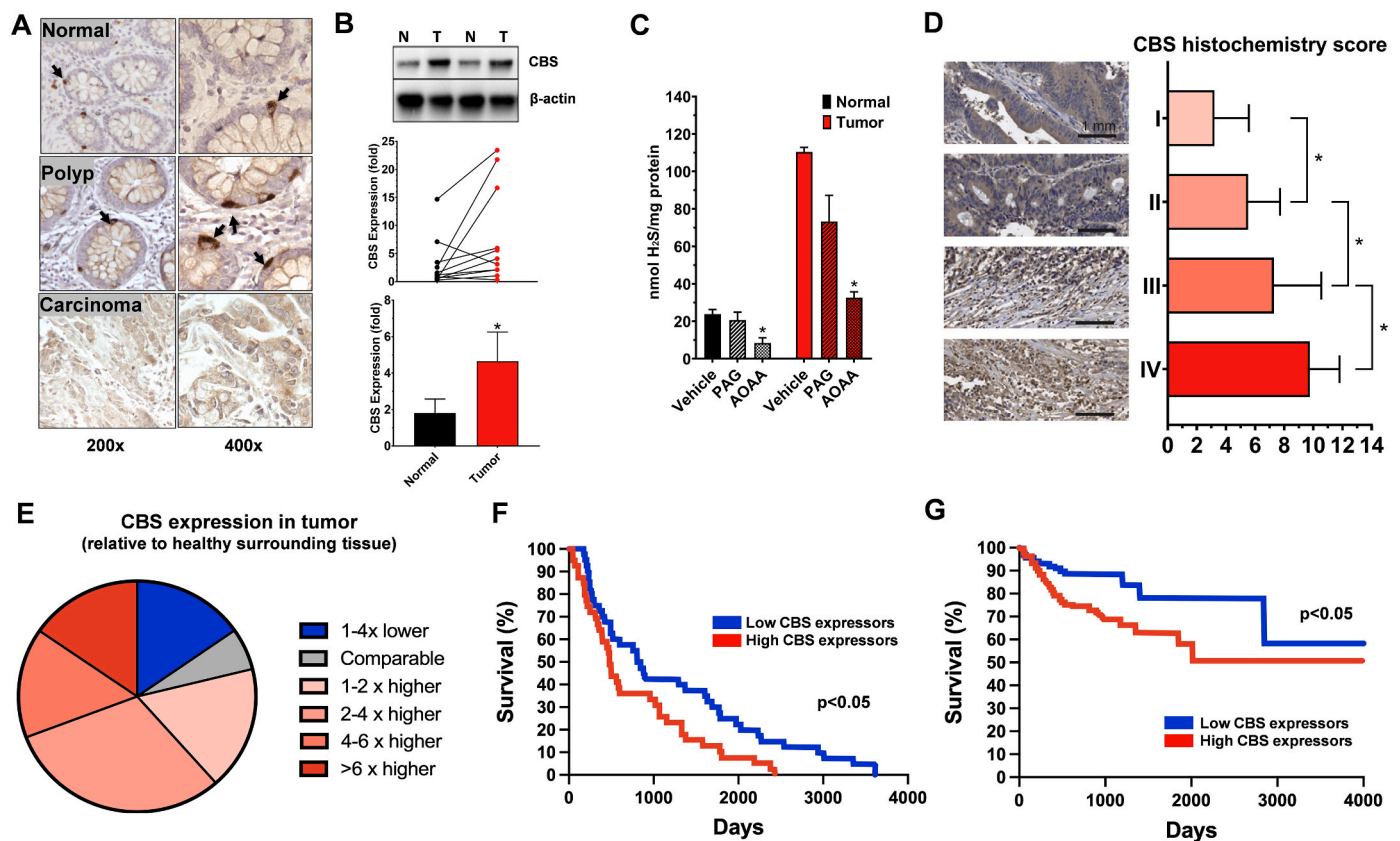 A
Normal
Polyp
Carcinoma
200x
400x
B
N T N T
CBS
β-actin
CBS Expression (fold)
25
20
15
10
5
0
CBS Expression (fold)
8
6
4
2
0
*
Normal
Tumor
C
nmol H₂S/mg protein
140
120
100
80
60
40
20
0
Normal
Tumor
*
*
Vehicle
PAG
AOAA
Vehicle
PAG
AOAA
D
CBS histochemistry score
1 mm
I
II
III
IV
*
*
*
0 2 4 6 8 10 12 14
E
CBS expression in tumor
(relative to healthy surrounding tissue)
1-4x lower
Comparable
1-2 x higher
2-4 x higher
4-6 x higher
>6 x higher
F
Survival (%)
100
90
80
70
60
50
40
30
20
10
0
Low CBS expressors
High CBS expressors
p<0.05
0 1000 2000 3000 4000
Days
G
Survival (%)
100
90
80
70
60
50
40
30
20
10
0
p<0.05
Low CBS expressors
High CBS expressors
0 1000 2000 3000 4000
Days